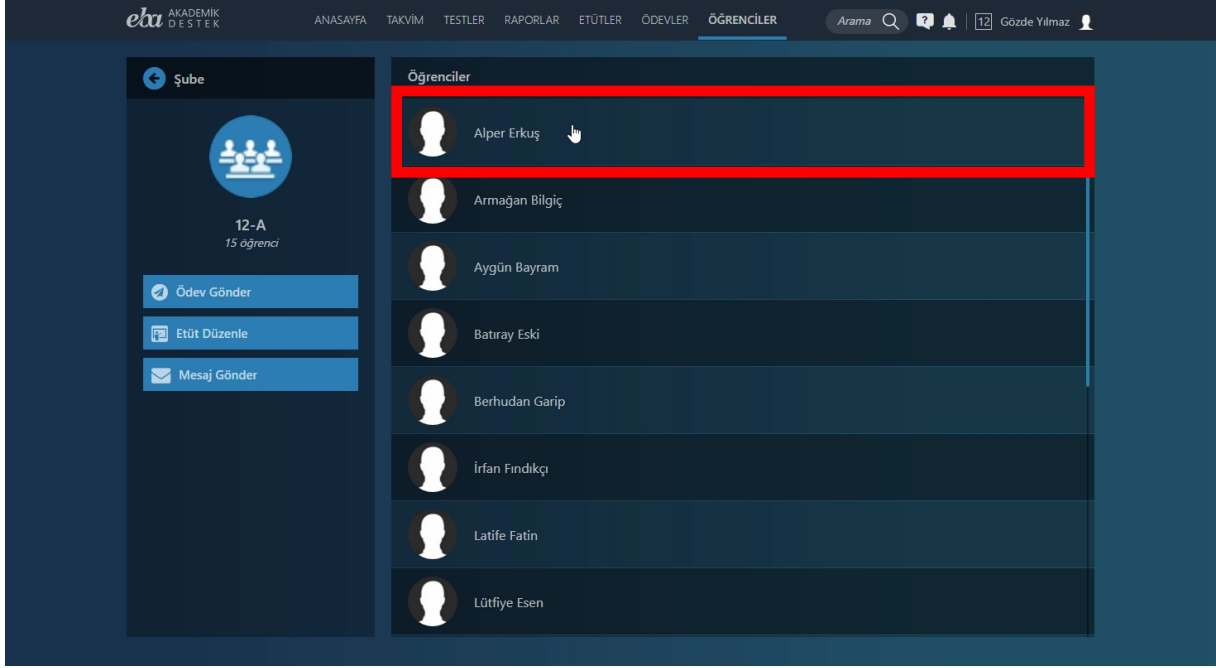 eba AKADEMİK DESTEK
ANASAYFA TAKVİM TESTLER RAPORLAR ETÜTLER ÖDEVLER ÖĞRENCİLER Arama 12 Gözde Yılmaz
Şube
12-A
15 öğrenci
Ödev Gönder
Etüt Düzenle
Mesaj Gönder
Öğrenciler
Alper Erkuş
Armağan Bilgiç
Aygün Bayram
Batıray Eski
Berhudan Garip
İrfan Fındıkçı
Latife Fatin
Lütfiye Esen